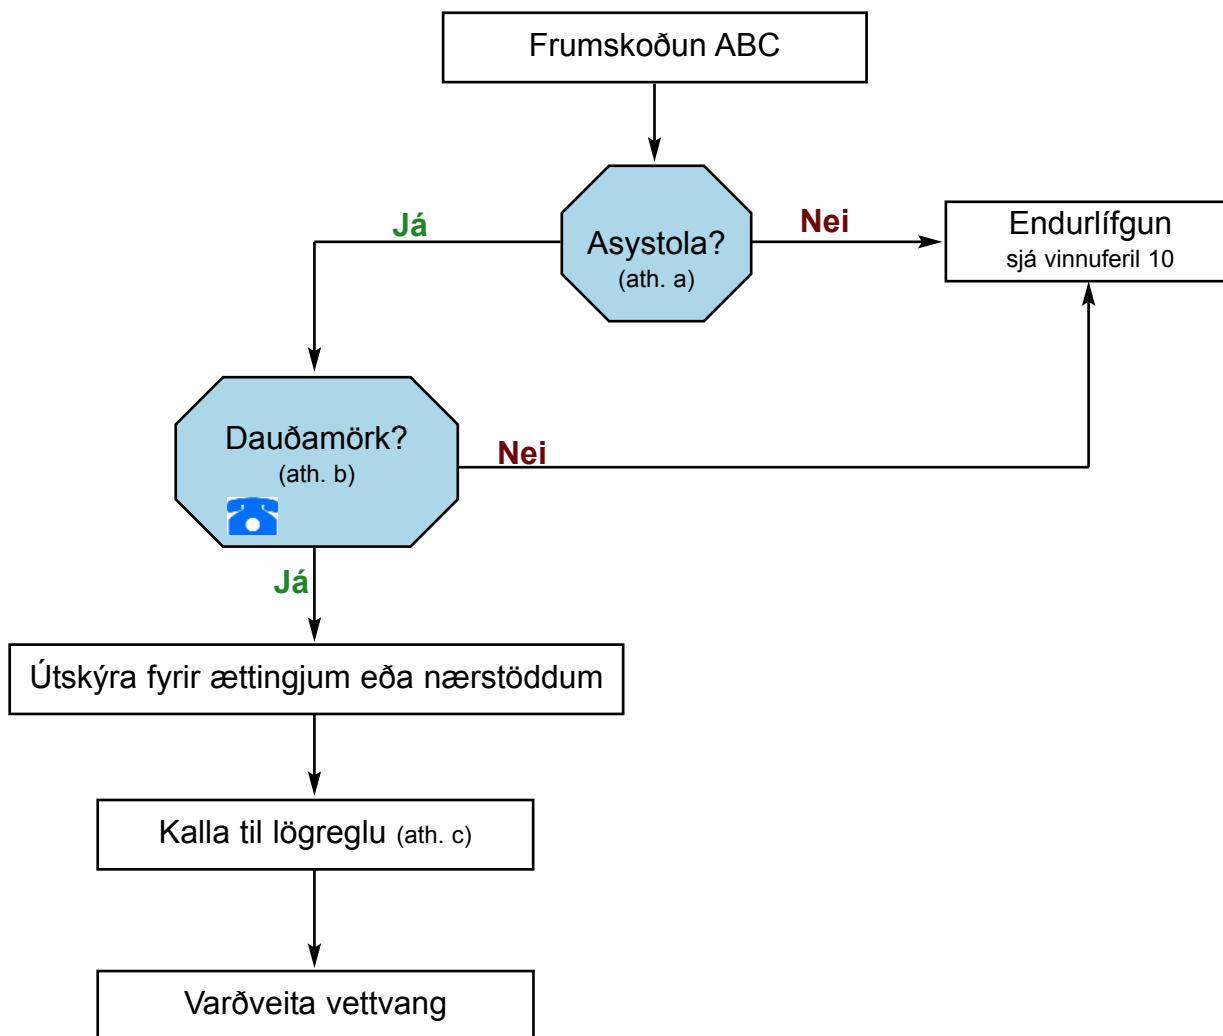 Frumskoðun ABC
Asystola?
(ath. a)
Já
Nei
Endurlífgun
sjá vinnuferil 10
Dauðamörk?
(ath. b)
Nei
Já
Útskýra fyrir ættingjum eða nærstöddum
Kalla til lögreglu (ath. c)
Varðveita vettvang